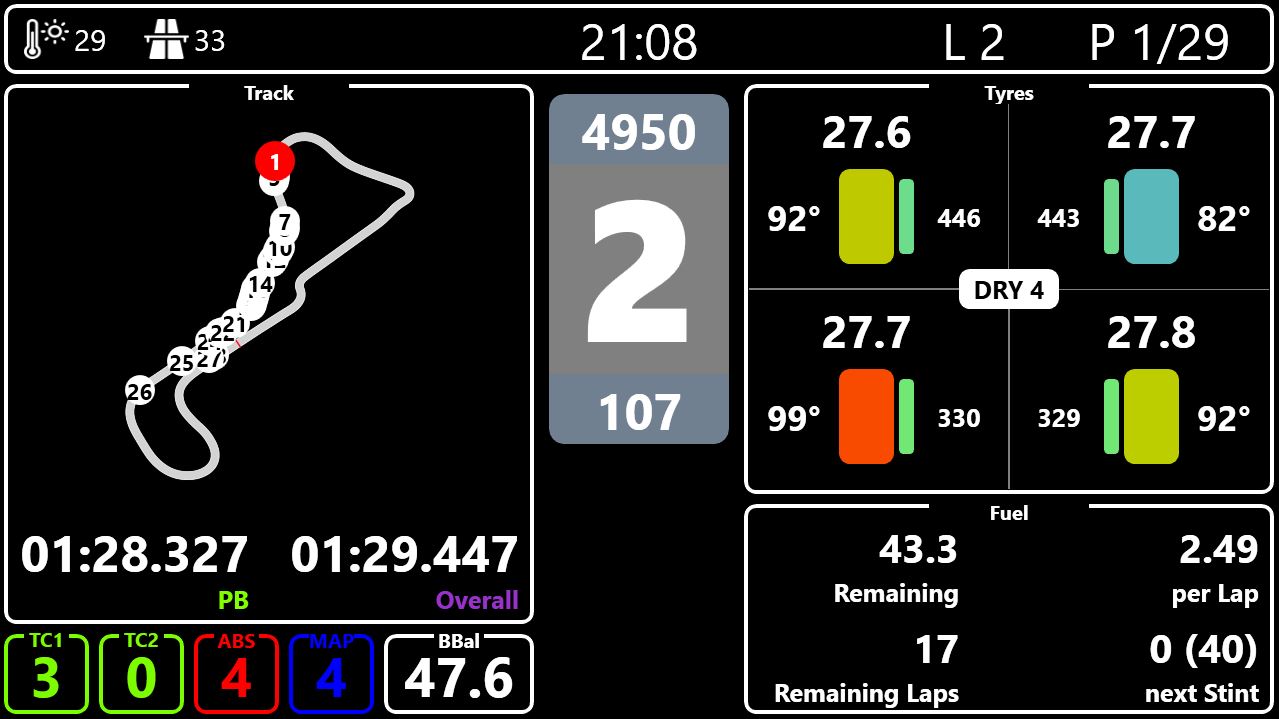 29 33 21:08 L 2 P 1/29
Track
1
7
10
14
21
25
27
26
01:28.327 01:29.447
PB Overall
TC1 TC2 ABS MAP BBal
3 0 4 4 47.6
4950
2
107
Tyres
27.6 27.7
92° 446 443 82°
DRY 4
27.7 27.8
99° 330 329 92°
Fuel
43.3 2.49
Remaining per Lap
17 0 (40)
Remaining Laps next Stint